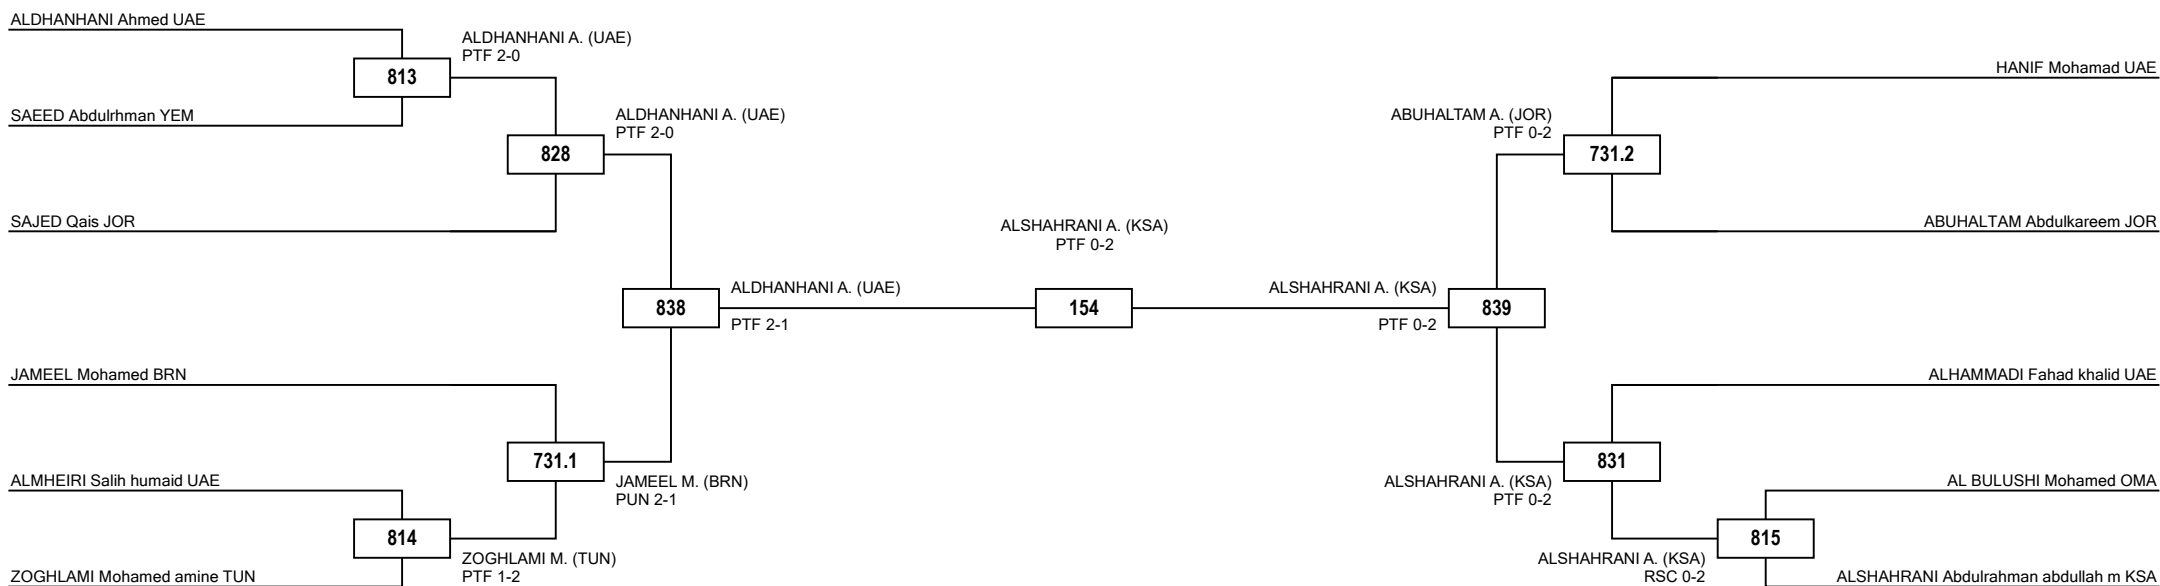 ALDHANHANI Ahmed UAE
ALDHANHANI A. (UAE)
PTF 2-0
813
SAEED Abdulrhman YEM
ALDHANHANI A. (UAE)
PTF 2-0
828
SAJED Qais JOR
838
ALDHANHANI A. (UAE)
PTF 2-1
JAMEEL Mohamed BRN
731.1
JAMEEL M. (BRN)
PUN 2-1
ALMHEIRI Salih humaid UAE
814
ZOGHLAMI M. (TUN)
PTF 1-2
ZOGHLAMI Mohamed amine TUN
ALSHAHRANI A. (KSA)
PTF 0-2
154
HANIF Mohamad UAE
ABUHALTAM A. (JOR)
PTF 0-2
731.2
ABUHALTAM Abdulkareem JOR
ALSHAHRANI A. (KSA)
PTF 0-2
839
ALHAMMADI Fahad khalid UAE
831
ALSHAHRANI A. (KSA)
PTF 0-2
AL BULUSHI Mohamed OMA
815
ALSHAHRANI A. (KSA)
RSC 0-2
ALSHAHRANI Abdulrahman abdullah m KSA